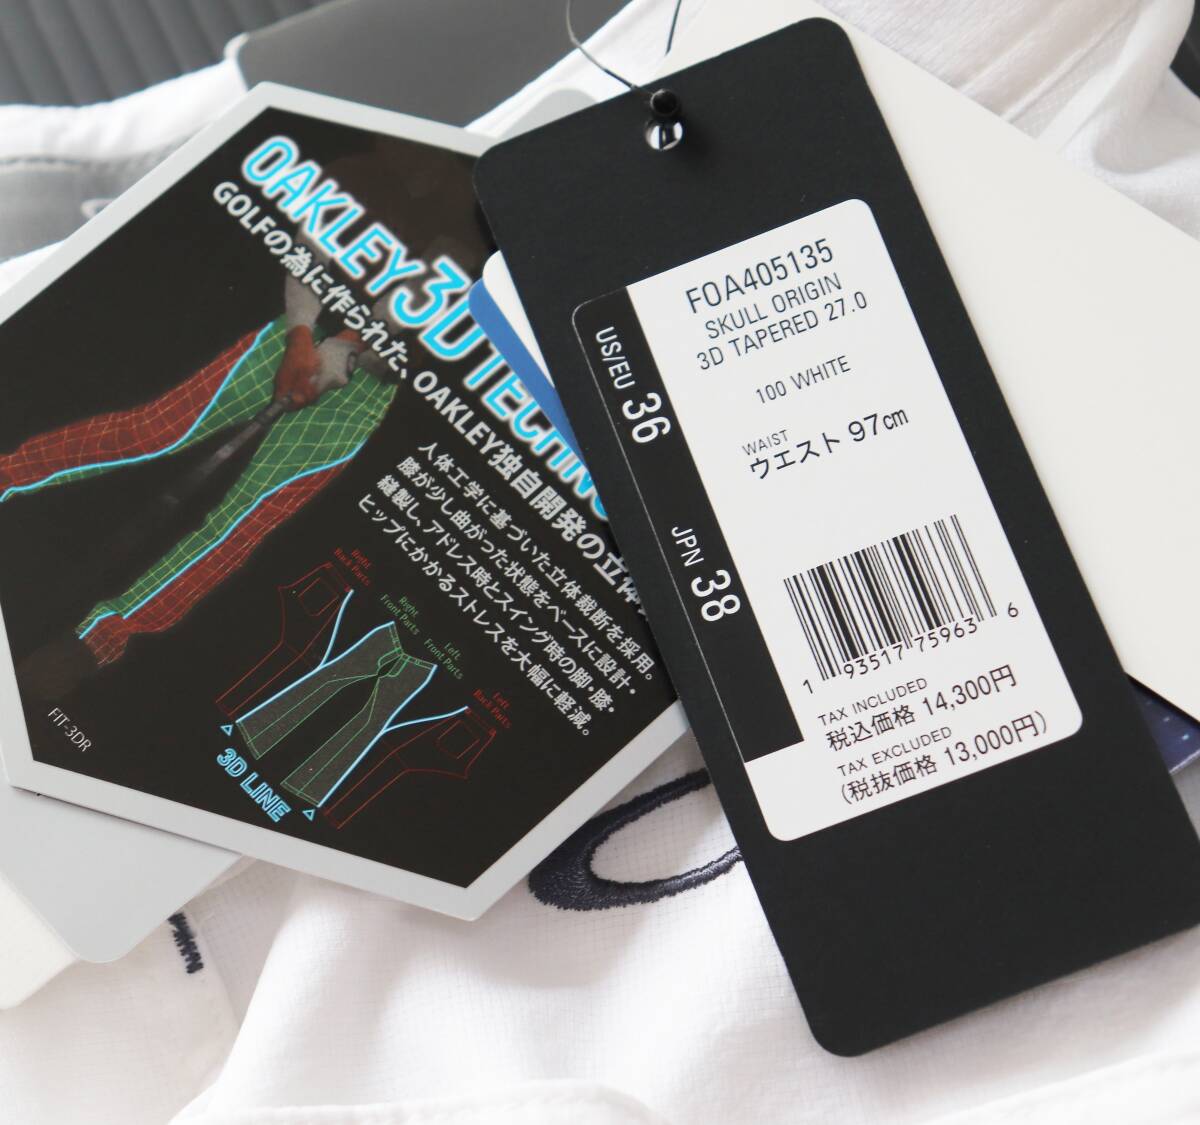 OAKLEY 3D TECHNO
GOLFの為に作られた、OAKLEY独自開発の立体
人体工学に基づいた立体裁断を採用。
膝が少し曲がった状態をベースに設計・
縫製し、アドレス時とスイング時の脚・膝・
ヒップにかかるストレスを大幅に軽減。
Right
Back Parts
Right
Front Parts
Left
Front Parts
Left
Back Parts
3D LINE
FIT-3DR
FOA405135
SKULL ORIGIN
3D TAPERED 27.0
100 WHITE
US/EU 36
JPN 38
WAIST
ウエスト 97cm
1 93517 75963 6
TAX INCLUDED
税込価格 14,300円
TAX EXCLUDED
(税抜価格 13,000円)